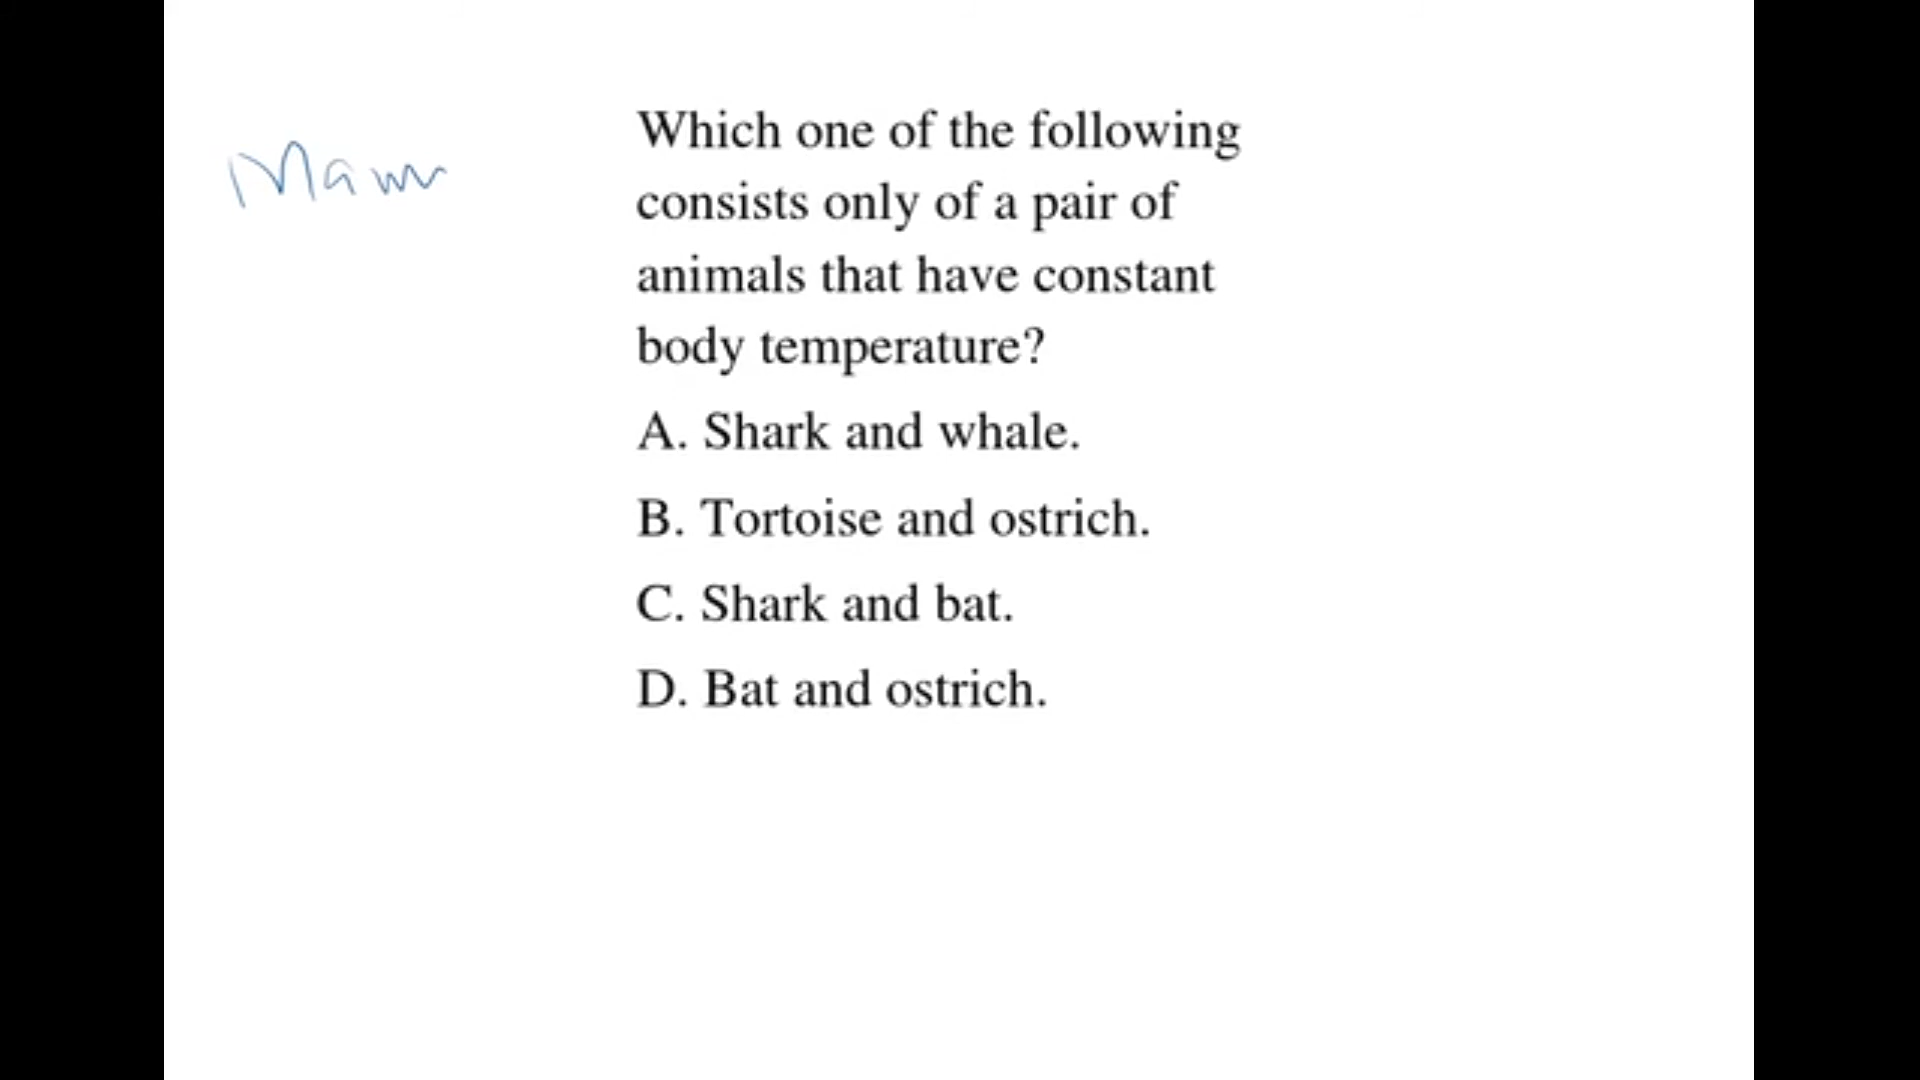 Mam
Which one of the following
consists only of a pair of
animals that have constant
body temperature?
A. Shark and whale.
B. Tortoise and ostrich.
C. Shark and bat.
D. Bat and ostrich.